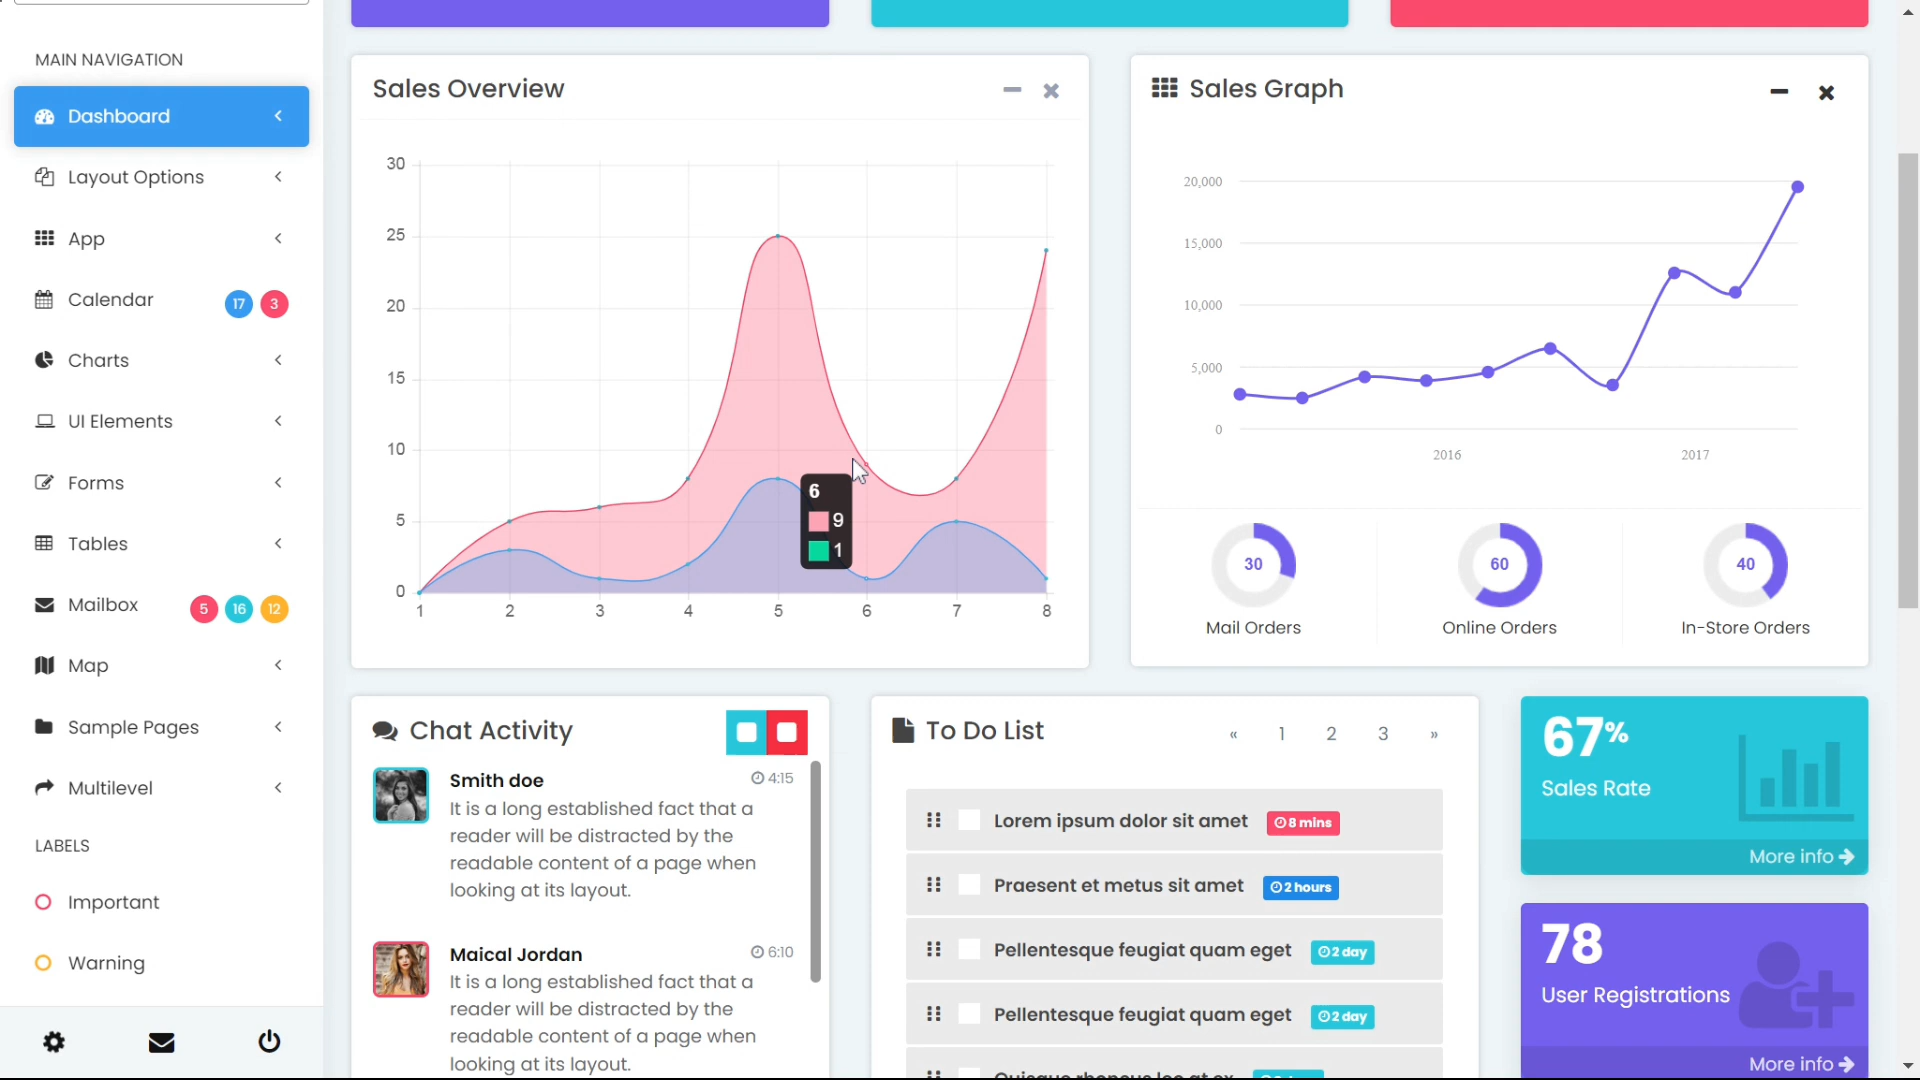 MAIN NAVIGATION
Dashboard
Layout Options
App
Calendar 17 3
Charts
UI Elements
Forms
Tables
Mailbox 5 16 12
Map
Sample Pages
Multilevel
LABELS
Important
Warning
Sales Overview
30
25
20
15
10
5
0
1 2 3 4 5 6 7 8
6
9
1
Sales Graph
20,000
15,000
10,000
5,000
0
2016 2017
30 60 40
Mail Orders Online Orders In-Store Orders
Chat Activity
Smith doe 4:15
It is a long established fact that a
reader will be distracted by the
readable content of a page when
looking at its layout.
Maical Jordan 6:10
It is a long established fact that a
reader will be distracted by the
readable content of a page when
looking at its layout.
To Do List « 1 2 3 »
Lorem ipsum dolor sit amet 8 mins
Praesent et metus sit amet 2 hours
Pellentesque feugiat quam eget 2 day
Pellentesque feugiat quam eget 2 day
67%
Sales Rate
More info
78
User Registrations
More info